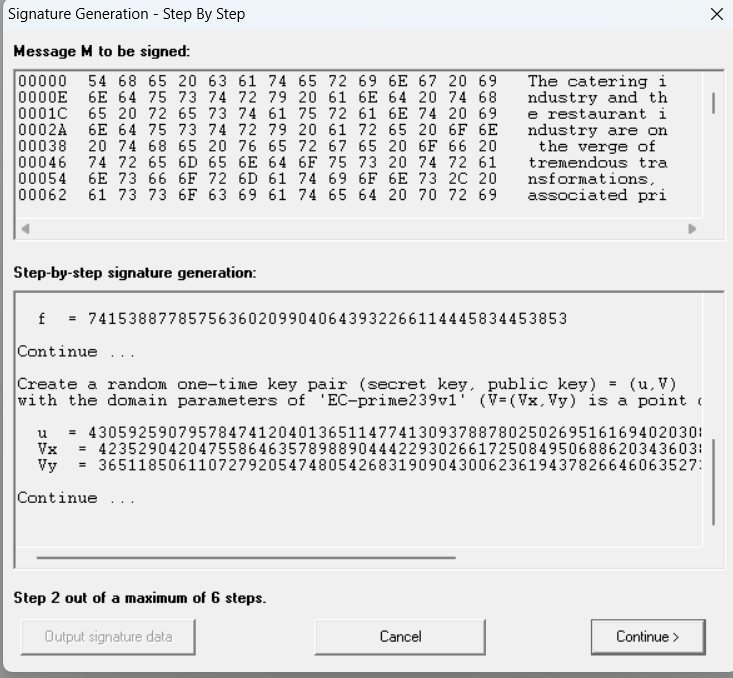 Signature Generation - Step By Step
Message M to be signed:
00000 54 68 65 20 63 61 74 65 72 69 6E 67 20 69 The catering i
0000E 6E 64 75 73 74 72 79 20 61 6E 64 20 74 68 ndustry and th
0001C 65 20 72 65 73 74 61 75 72 61 6E 74 20 69 e restaurant i
0002A 6E 64 75 73 74 72 79 20 61 72 65 20 6F 6E ndustry are on
00038 20 74 68 65 20 76 65 72 67 65 20 6F 66 20 the verge of
00046 74 72 65 6D 65 6E 64 6F 75 73 20 74 72 61 tremendous tra
00054 6E 73 66 6F 72 6D 61 74 69 6F 6E 73 2C 20 nsformations,
00062 61 73 73 6F 63 69 61 74 65 64 20 70 72 69 associated pri
Step-by-step signature generation:
f = 741538877857563602099040643932266114445834453853
Continue ...
Create a random one-time key pair (secret key, public key) = (u,V)
with the domain parameters of 'EC-prime239v1' (V=(Vx,Vy) is a point
u = 4305925907957847412040136511477413093788780250269516169402030
Vx = 42352904204755864635789889044422930266172508495068862034360
Vy = 36511850611072792054748054268319090430062361943782664606352
Continue ...
Step 2 out of a maximum of 6 steps.
Output signature data
Cancel
Continue >